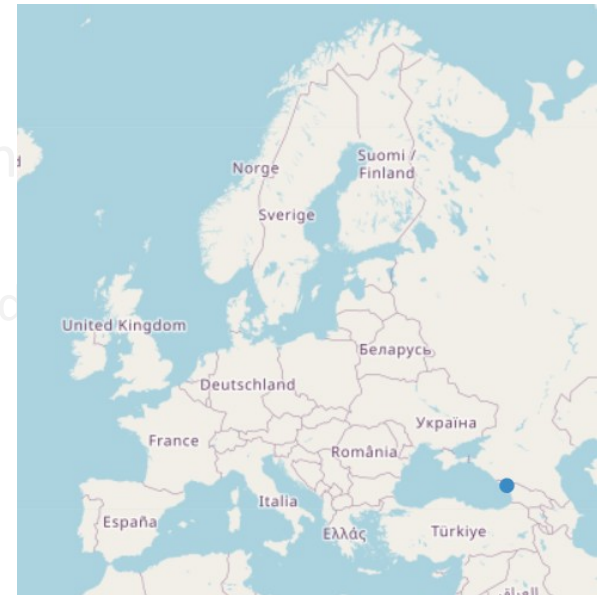 Norge
Suomi /
Finland
Sverige
United Kingdom
Беларусь
Deutschland
Україна
France
România
Italia
España
Ελλάς
Türkiye